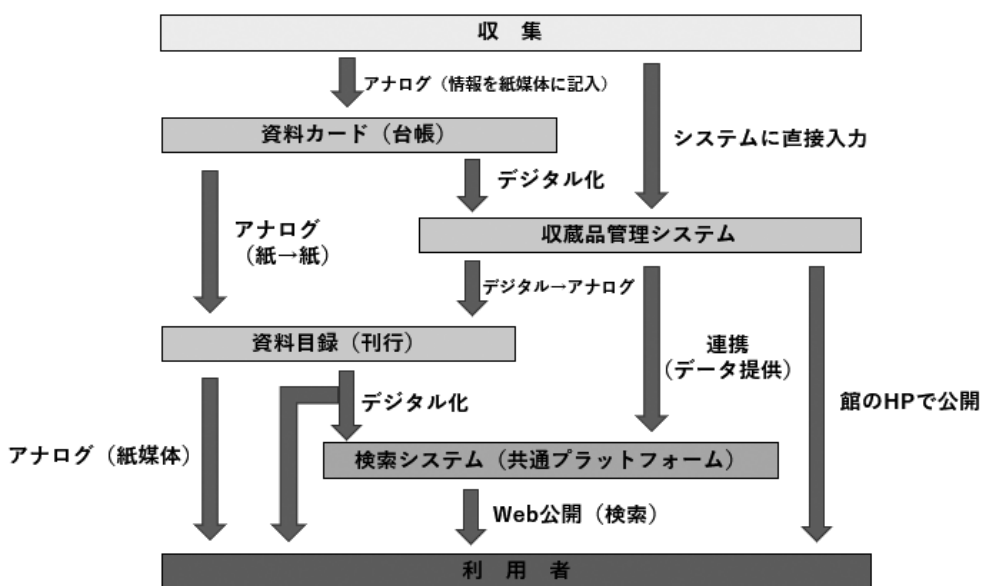 収　集
アナログ（情報を紙媒体に記入）
資料カード（台帳）
システムに直接入力
デジタル化
アナログ
（紙→紙）
収蔵品管理システム
デジタル→アナログ
資料目録（刊行）
連携
（データ提供）
デジタル化
館のHPで公開
アナログ（紙媒体）
検索システム（共通プラットフォーム）
Web公開（検索）
利　用　者